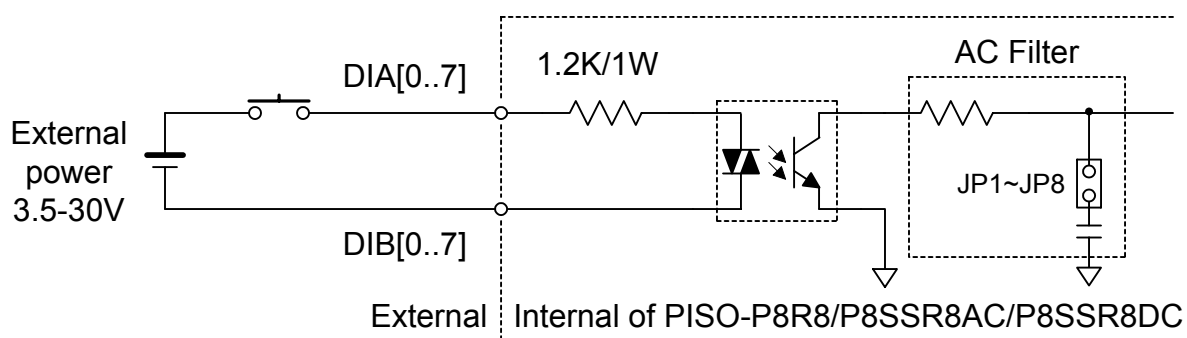 AC Filter
1.2K/1W
DIA[0..7]
External
power
3.5-30V
JP1~JP8
DIB[0..7]
External
Internal of PISO-P8R8/P8SSR8AC/P8SSR8DC